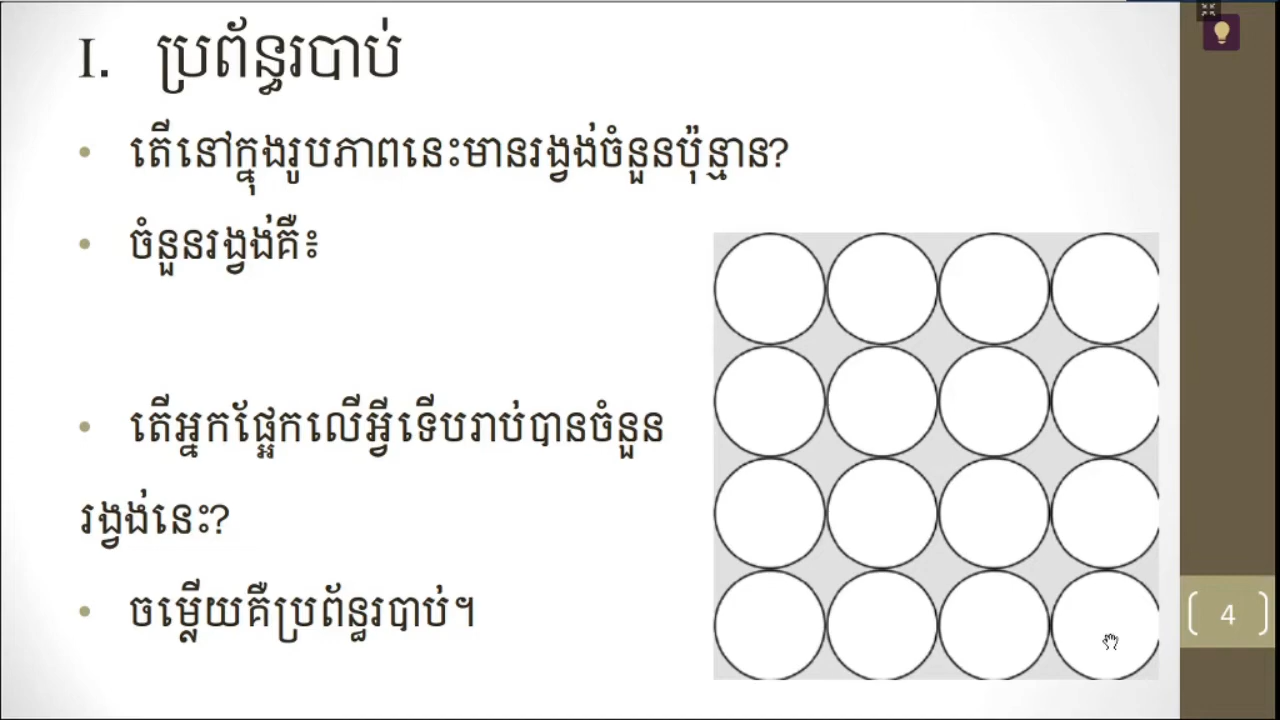 I. ប្រព័ន្ធរបាប់
• តើនៅក្នុងរូបភាពនេះមានរង្វង់ចំនួនប៉ុន្មាន?
• ចំនួនរង្វង់គឺ៖
• តើអ្នកផ្អែកលើអ្វីទើបរាប់បានចំនួន
រង្វង់នេះ?
• ចម្លើយគឺប្រព័ន្ធរបាប់។
4